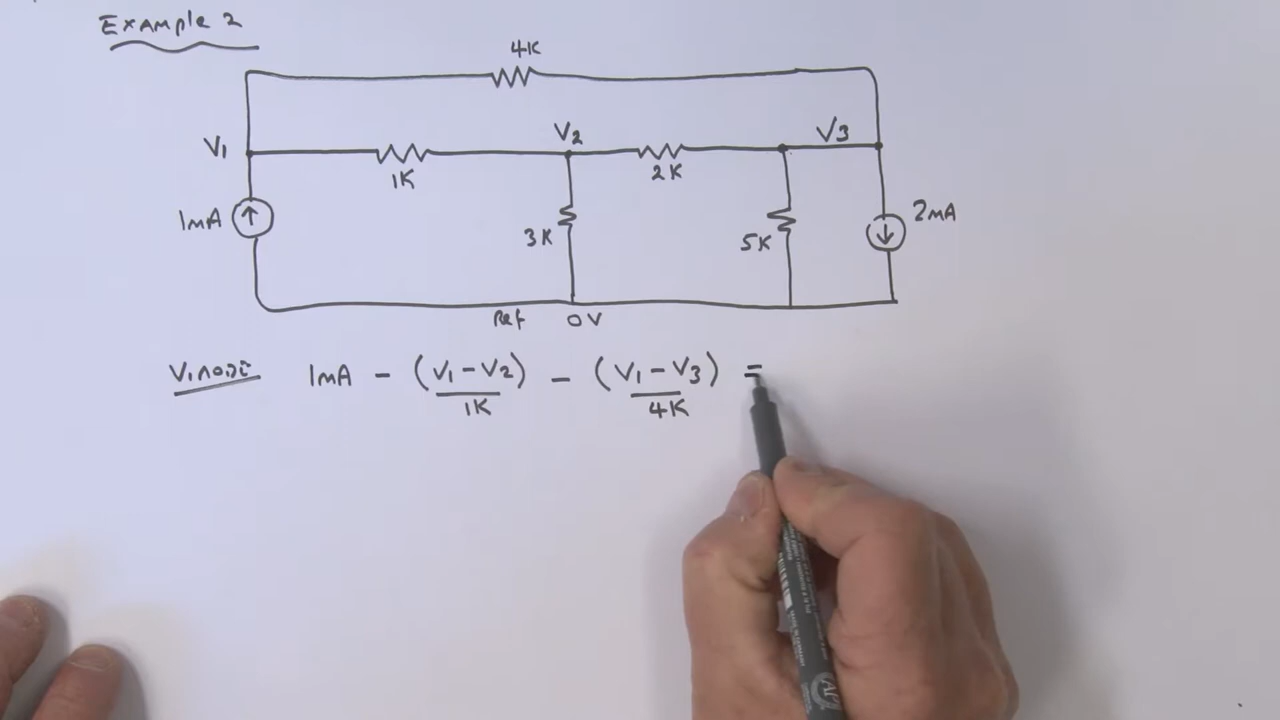 Example 2
4K
V1
V2
V3
1K
2K
1mA
3K
5K
2mA
Ref 0V
V1 node 1mA - (V1 - V2) / 1K - (V1 - V3) / 4K =